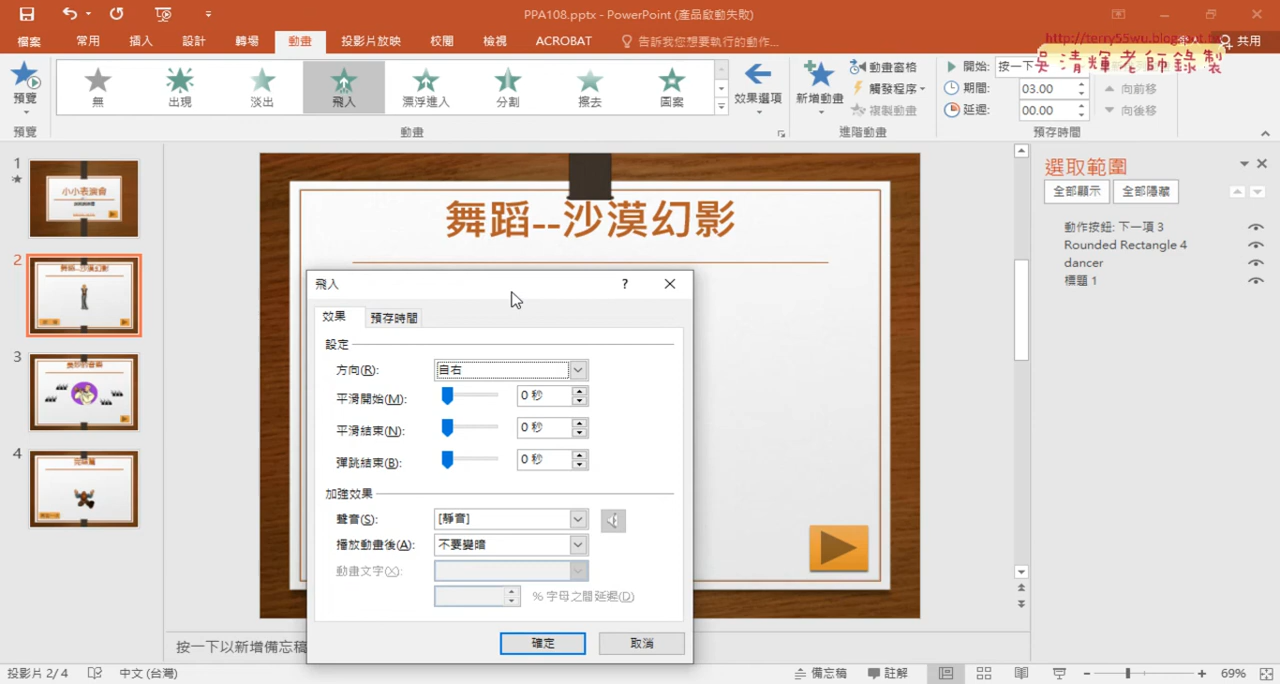 PPA108.pptx - PowerPoint (產品啟動失敗)
檔案 常用 插入 設計 轉場 動畫 投影片放映 校閱 檢視 ACROBAT 告訴我您想要執行的動作... 共用
吳清輝老師錄製
預覽 無 出現 淡出 飛入 漂浮進入 分割 擦去 圖案 效果選項 新增動畫
動畫窗格
觸發程序
複製動畫
開始: 按一下
期間: 03.00 向前移
延遲: 00.00 向後移
預覽 動畫 進階動畫 預存時間
1
小小表演會
2
舞蹈--沙漠幻影
3
4
舞蹈--沙漠幻影
飛入 ?
效果 預存時間
設定
方向(R): 自右
平滑開始(M): 0 秒
平滑結束(N): 0 秒
彈跳結束(B): 0 秒
加強效果
聲音(S): [靜音]
播放動畫後(A): 不要變暗
動畫文字(X):
% 字母之間延遲(D)
確定 取消
選取範圍
全部顯示 全部隱藏
動作按鈕: 下一項 3
Rounded Rectangle 4
dancer
標題 1
按一下以新增備忘稿
投影片 2/4 中文 (台灣) 備忘稿 註解 69%